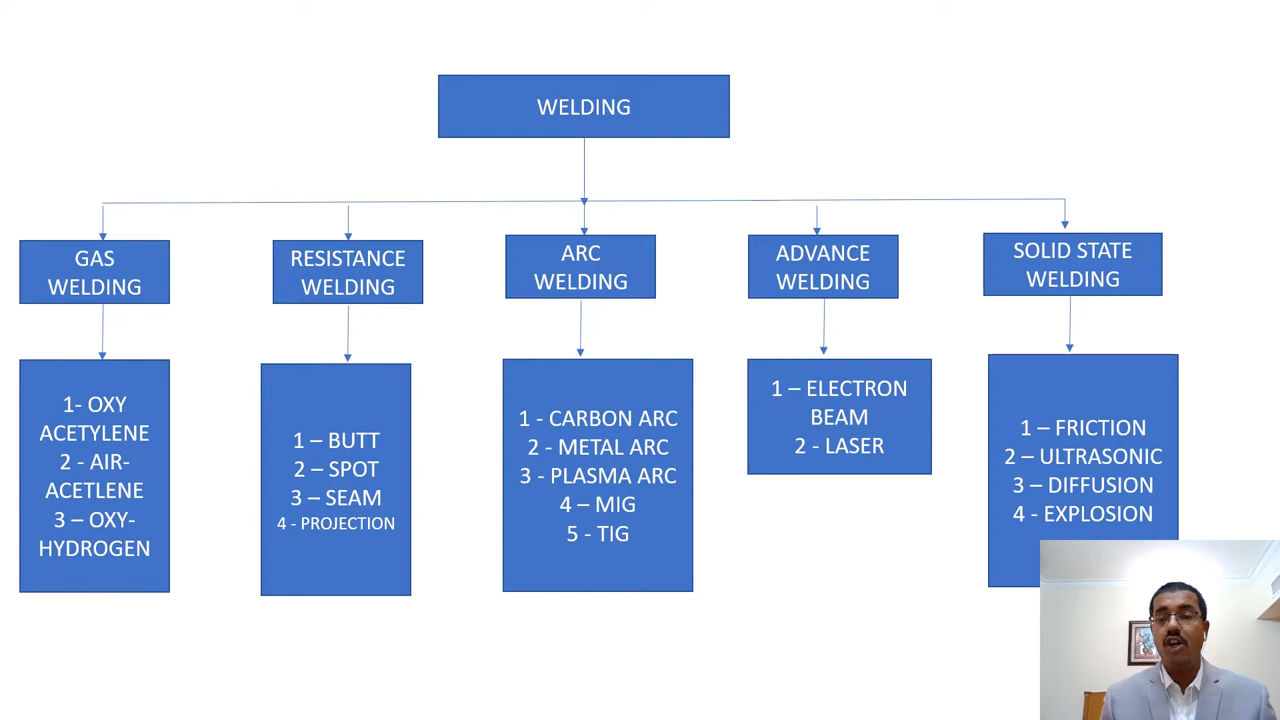 WELDING
GAS
WELDING
RESISTANCE
WELDING
ARC
WELDING
ADVANCE
WELDING
SOLID STATE
WELDING
1- OXY
ACETYLENE
2 - AIR-
ACETLENE
3 – OXY-
HYDROGEN
1 – BUTT
2 – SPOT
3 – SEAM
4 - PROJECTION
1 - CARBON ARC
2 - METAL ARC
3 - PLASMA ARC
4 – MIG
5 - TIG
1 – ELECTRON
BEAM
2 - LASER
1 – FRICTION
2 – ULTRASONIC
3 – DIFFUSION
4 - EXPLOSION